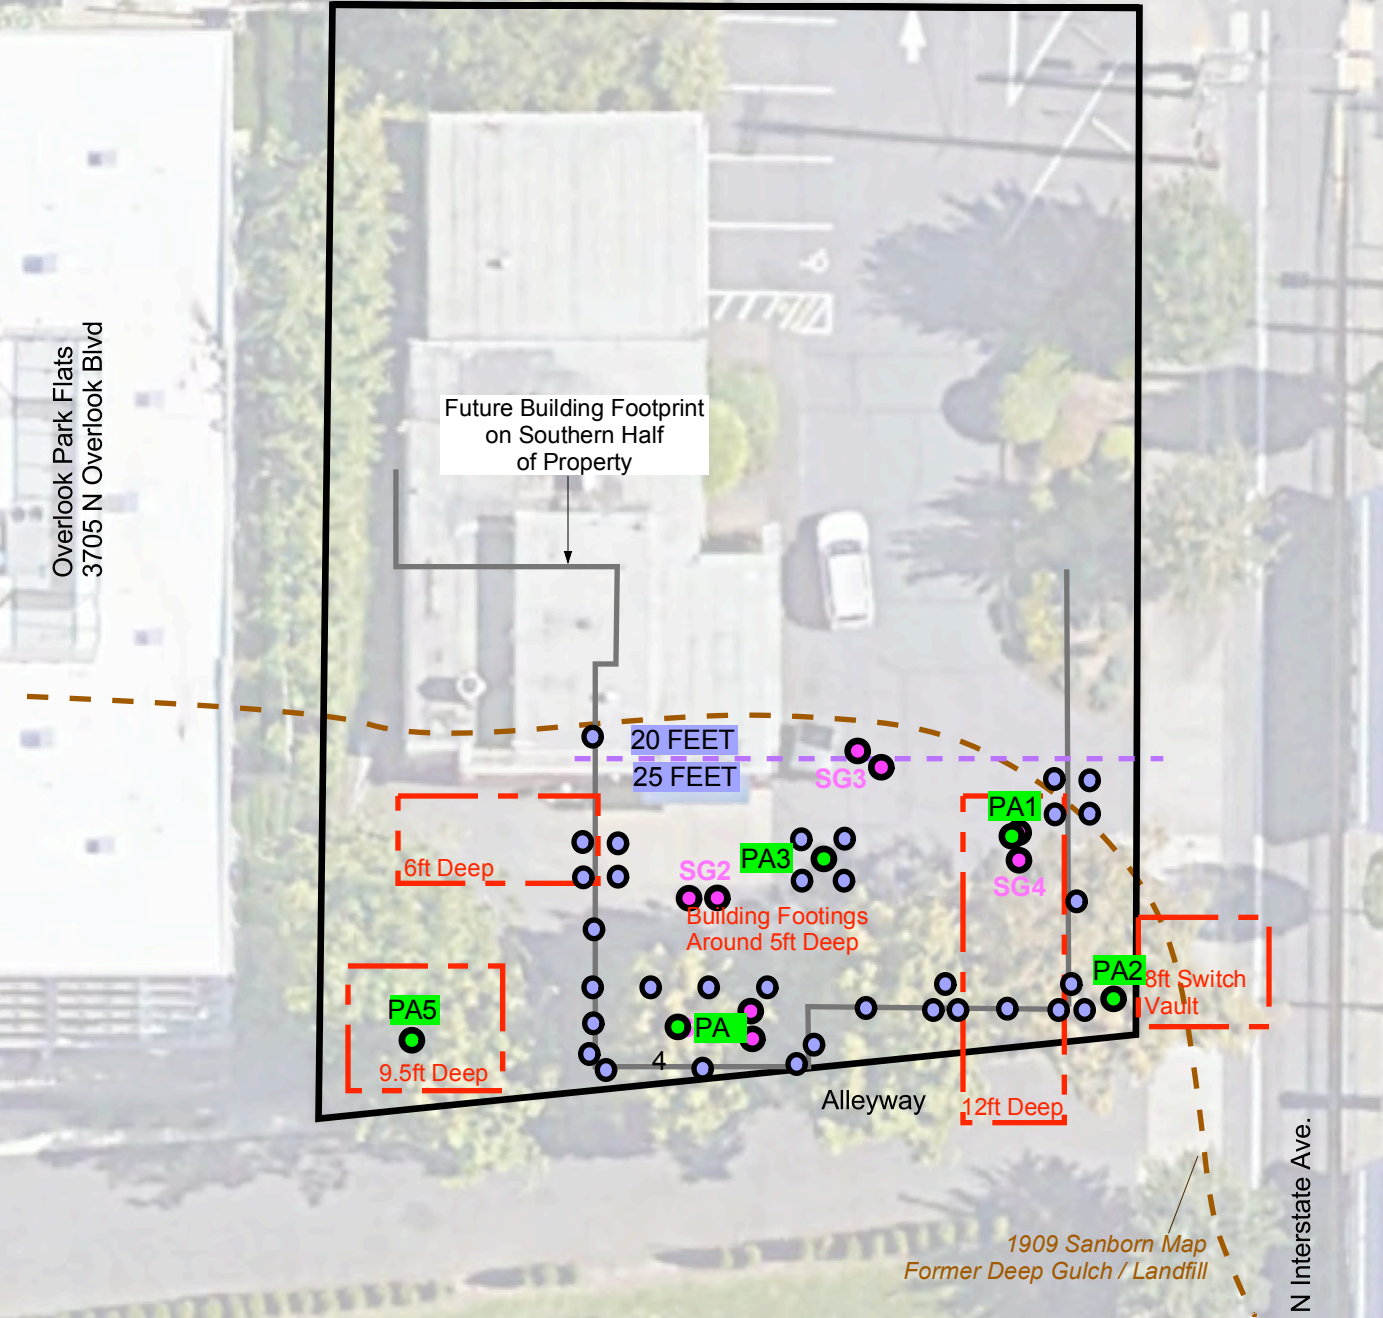 Future Building Footprint
on Southern Half
of Property
Overlook Park Flats
3705 N Overlook Blvd
20 FEET
25 FEET
SG3
PA1
6ft Deep
SG2
PA3
SG4
Building Footings
Around 5ft Deep
PA2
8ft Switch
Vault
PA5
9.5ft Deep
PA
4
Alleyway
12ft Deep
1909 Sanborn Map
Former Deep Gulch / Landfill
N Interstate Ave.